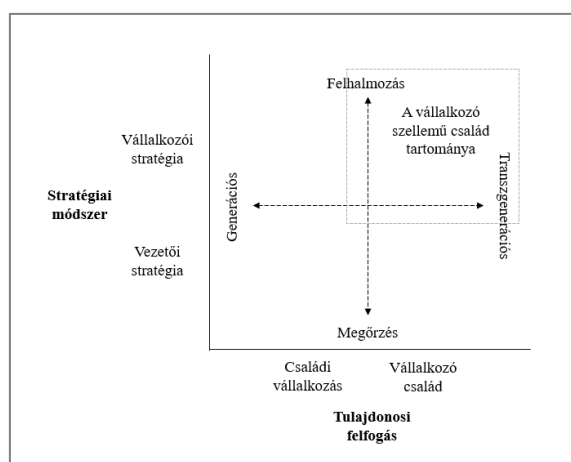 Felhalmozás
A vállalkozó
szellemű család
tartománya
Vállalkozói
stratégia
Stratégiai
módszer
Generációs
Transzgenerációs
Vezetői
stratégia
Megőrzés
Családi
vállalkozás
Vállalkozó
család
Tulajdonosi
felfogás